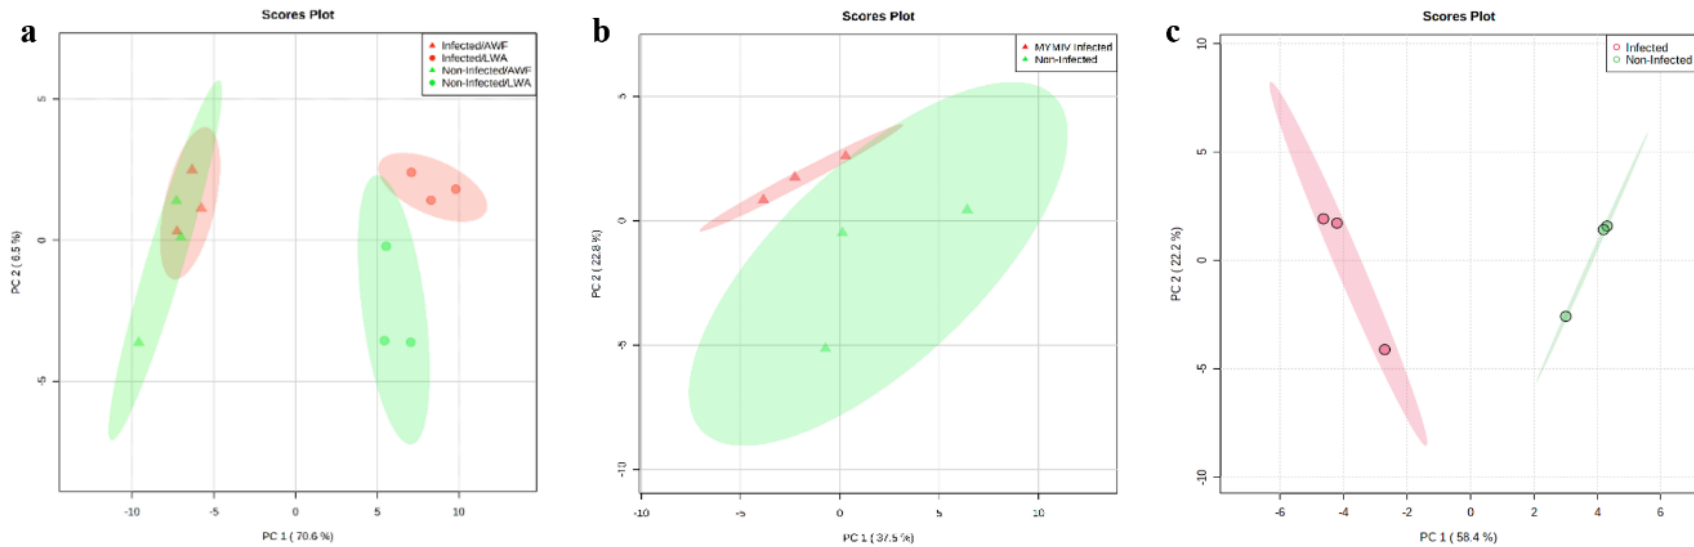 a
Scores Plot
Infected/AWF
Infected/LWA
Non-Infected/AWF
Non-Infected/LWA
PC 2 ( 6.5 %)
5
0
-5
-10
-5
0
5
10
PC 1 ( 70.6 %)
b
Scores Plot
MYMIV Infected
Non-Infected
PC 2 ( 22.8 %)
5
0
-5
-10
-10
-5
0
5
10
PC 1 ( 37.5 %)
c
Scores Plot
Infected
Non-Infected
PC 2 ( 22.2 %)
10
5
0
-5
-10
-6
-4
-2
0
2
4
6
PC 1 ( 58.4 %)